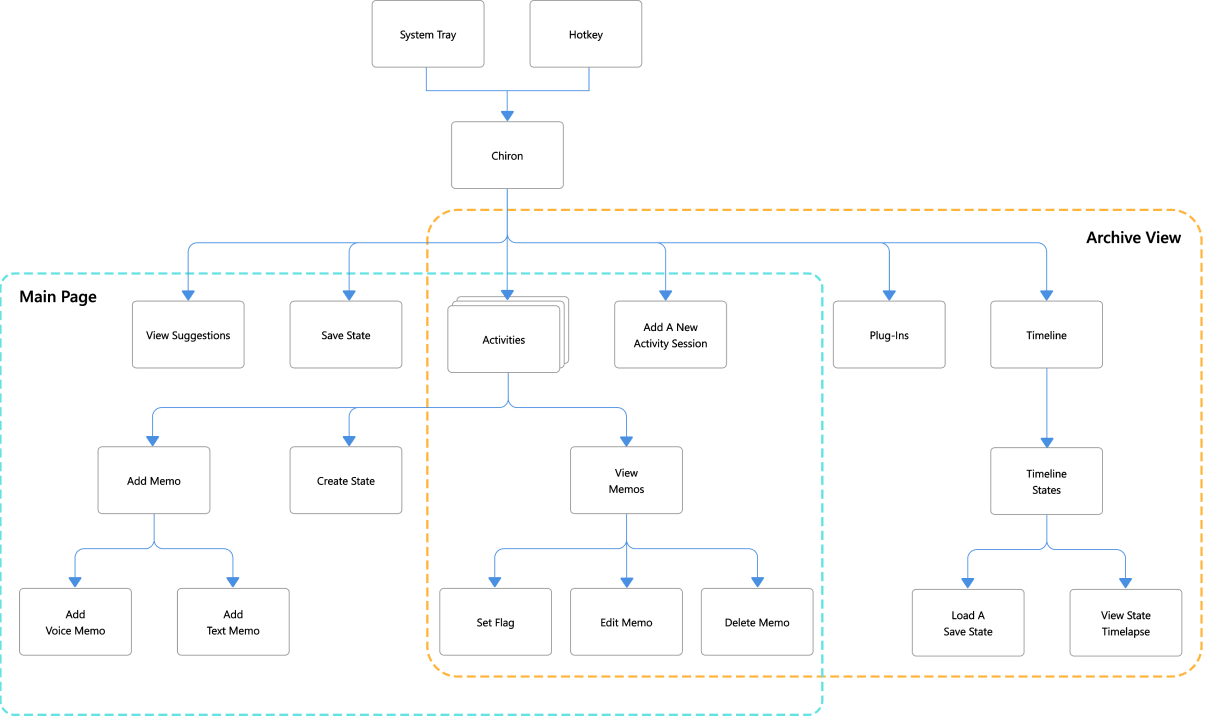 System Tray
Hotkey
Chiron
Archive View
Main Page
View Suggestions
Save State
Activities
Add A New
Activity Session
Plug-Ins
Timeline
Add Memo
Create State
View
Memos
Timeline
States
Add
Voice Memo
Add
Text Memo
Set Flag
Edit Memo
Delete Memo
Load A
Save State
View State
Timelapse